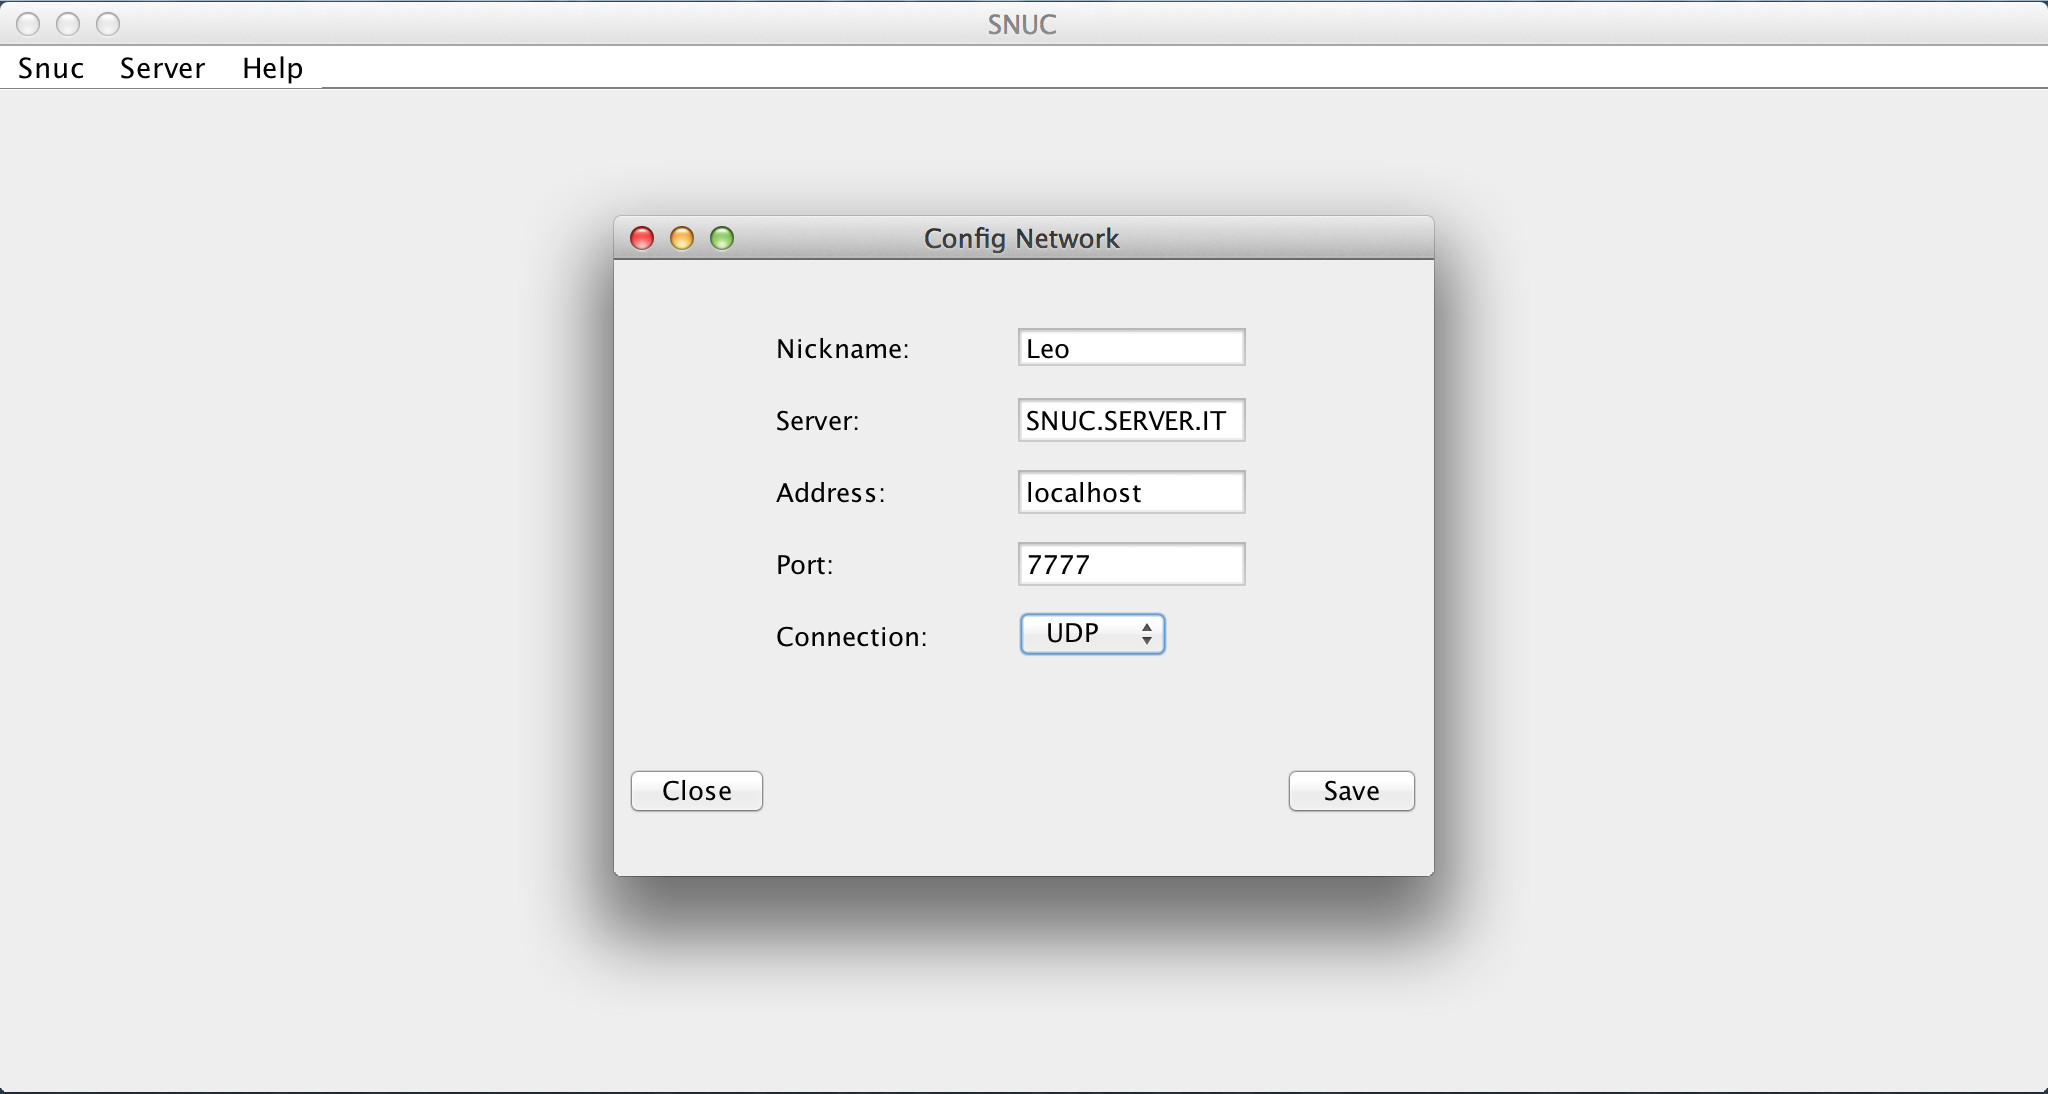 SNUC
Snuc Server Help
Config Network
Nickname: Leo
Server: SNUC.SERVER.IT
Address: localhost
Port: 7777
Connection: UDP
Close Save